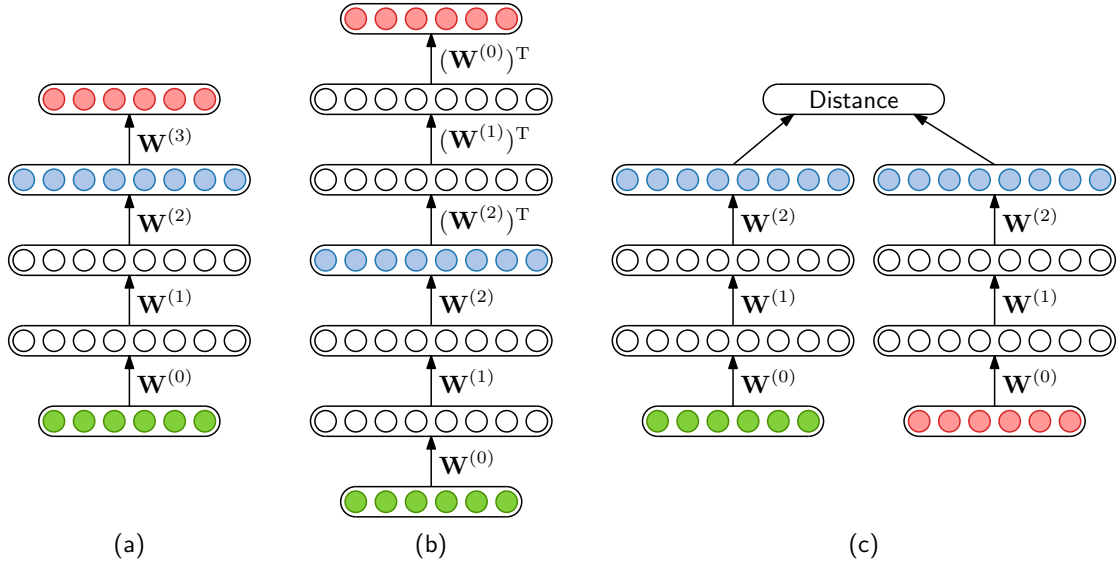 W^(3)
W^(2)
W^(1)
W^(0)
(a)
(W^(0))^T
(W^(1))^T
(W^(2))^T
W^(2)
W^(1)
W^(0)
(b)
Distance
W^(2) W^(2)
W^(1) W^(1)
W^(0) W^(0)
(c)